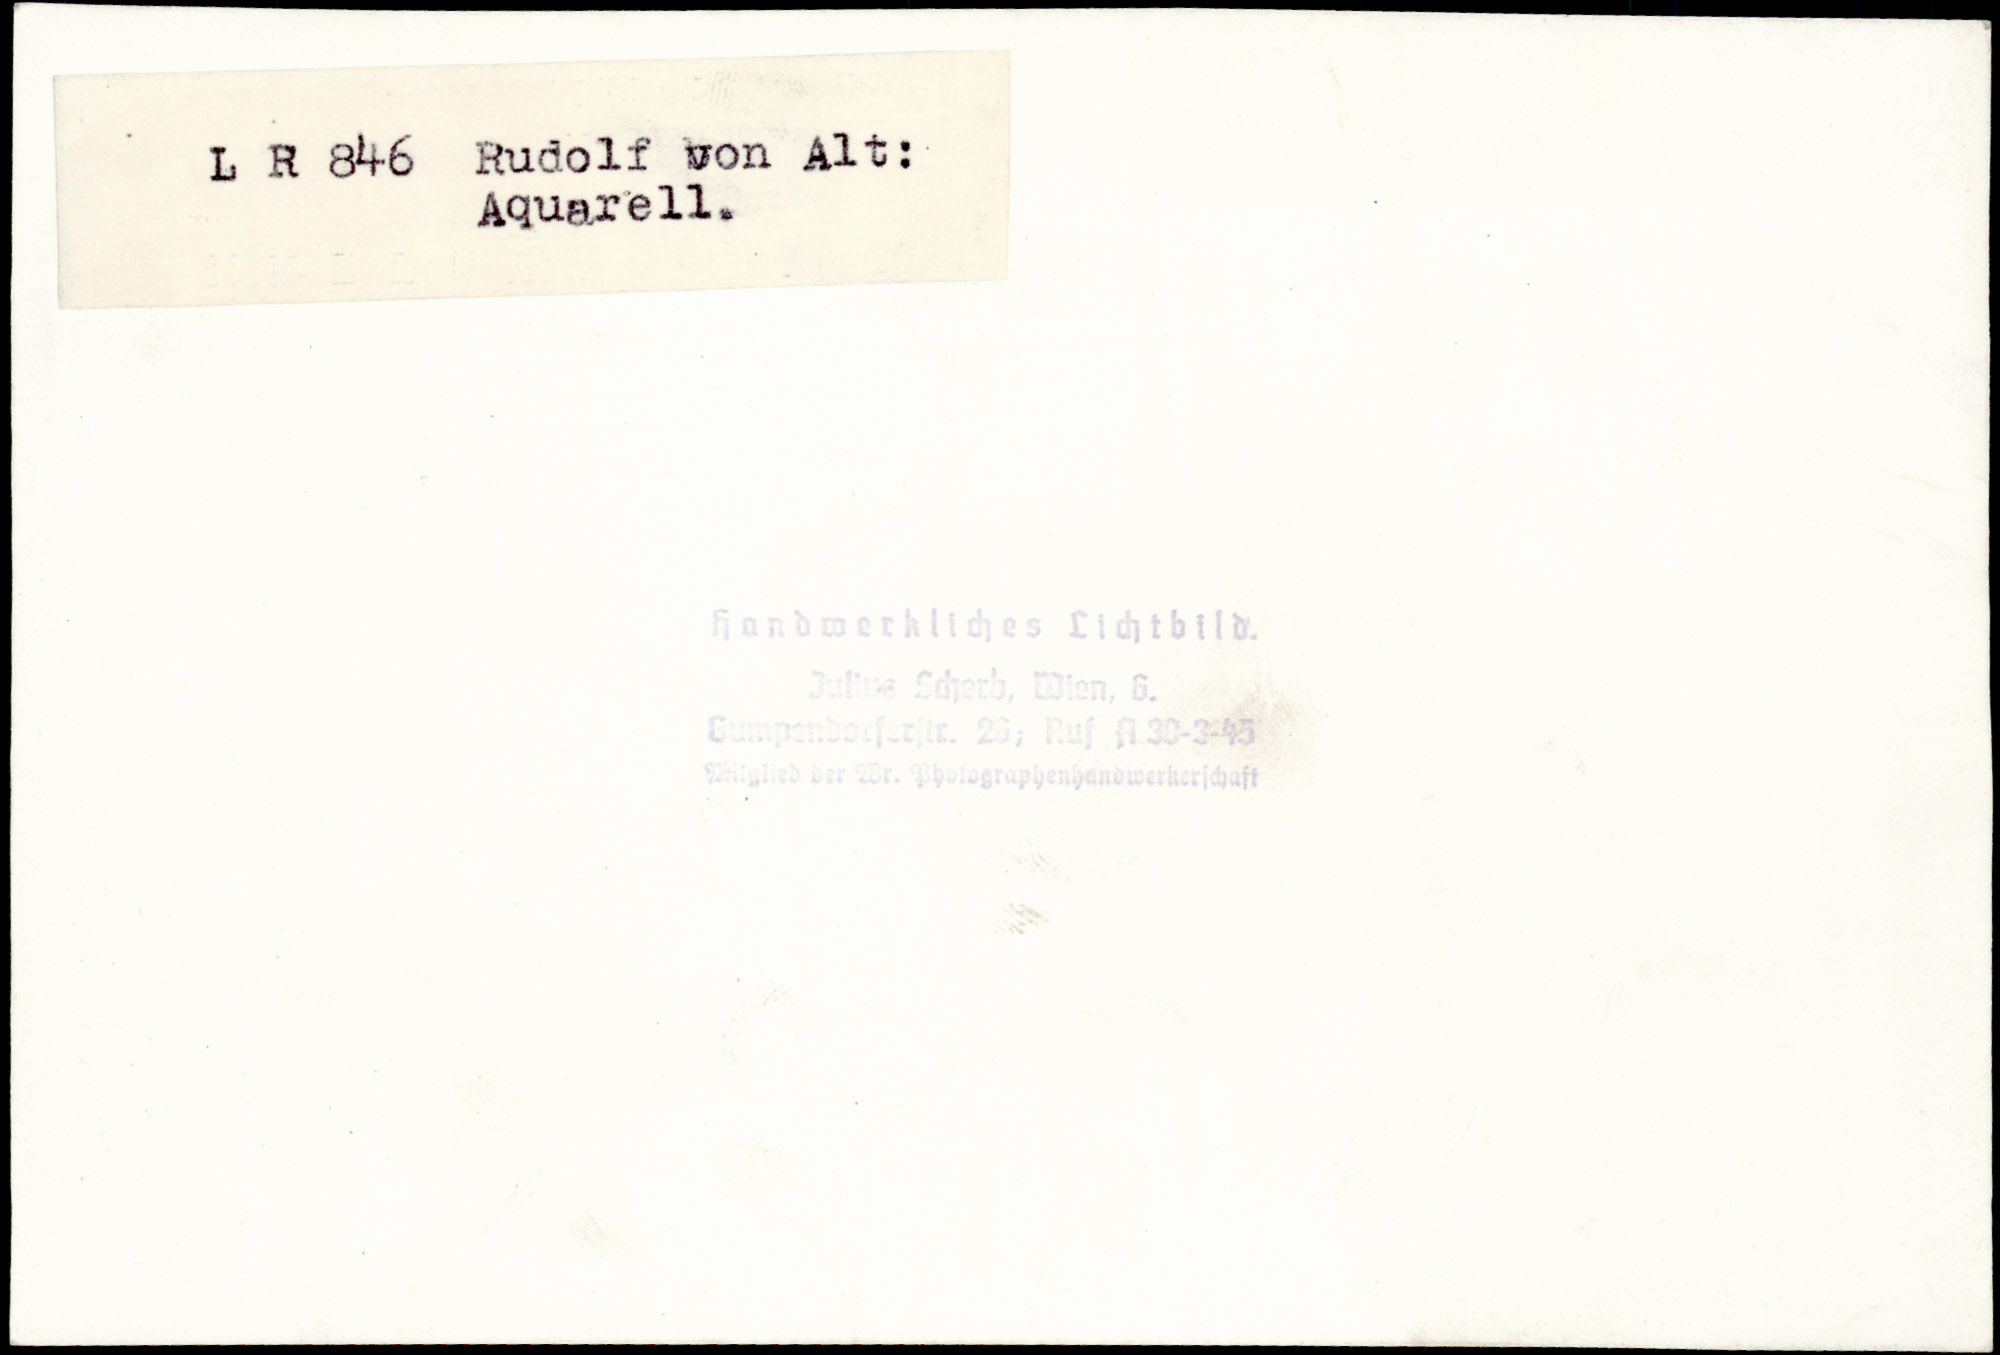 L R 846 Rudolf von Alt:
Aquarell.
Handwerkliches Lichtbild.
Julius Scherb, Wien, 6.
Gumpendorferstr. 26; Ruf A 30-3-45
Mitglied der Wr. Photographenhandwerkerschaft